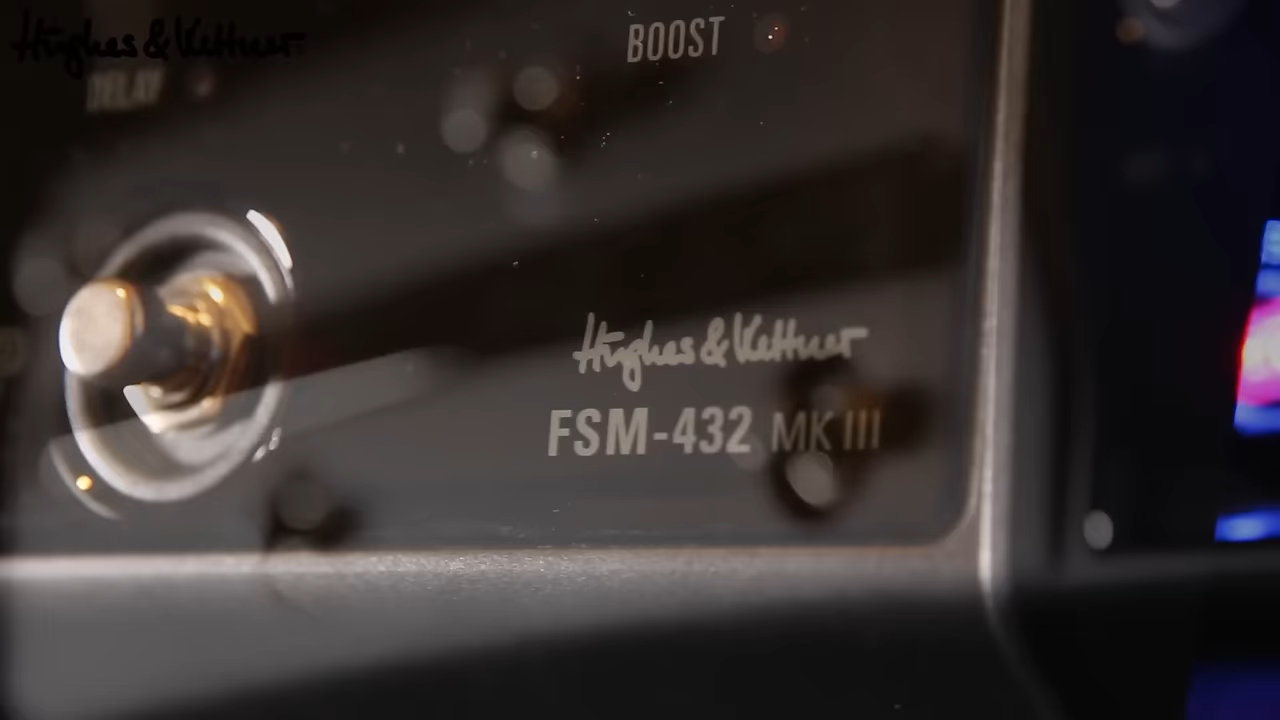 Hughes & Kettner
BOOST
DELAY
Hughes & Kettner
FSM-432 MK III